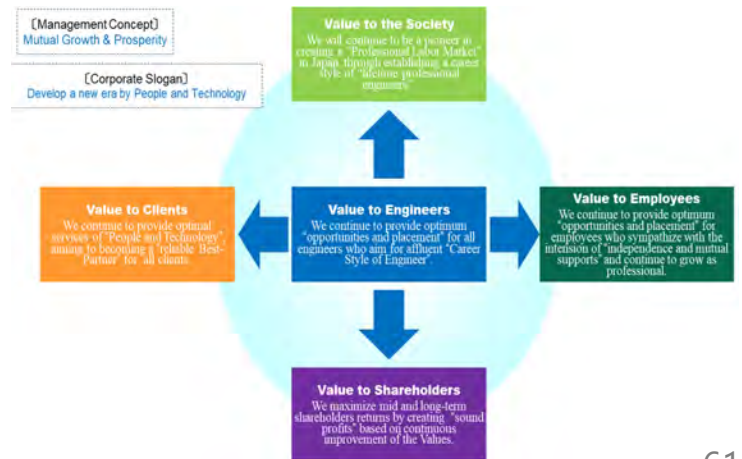 〔Management Concept〕
Mutual Growth & Prosperity
〔Corporate Slogan〕
Develop a new era by People and Technology
Value to the Society
We will continue to be a pioneer in
creating a "Professional Labor Market"
in Japan, through establishing a career
style of "lifetime professional
engineers."
Value to Clients
We continue to provide optimal
services of "People and Technology",
aiming to becoming a "reliable Best-
Partner" for all clients.
Value to Engineers
We continue to provide optimum
"opportunities and placement" for all
engineers who aim for affluent "Career
Style of Engineer".
Value to Employees
We continue to provide optimum
"opportunities and placement" for
employees who sympathize with the
intension of "independence and mutual
supports" and continue to grow as
professional.
Value to Shareholders
We maximize mid and long-term
shareholders returns by creating "sound
profits" based on continuous
improvement of the Values.
61